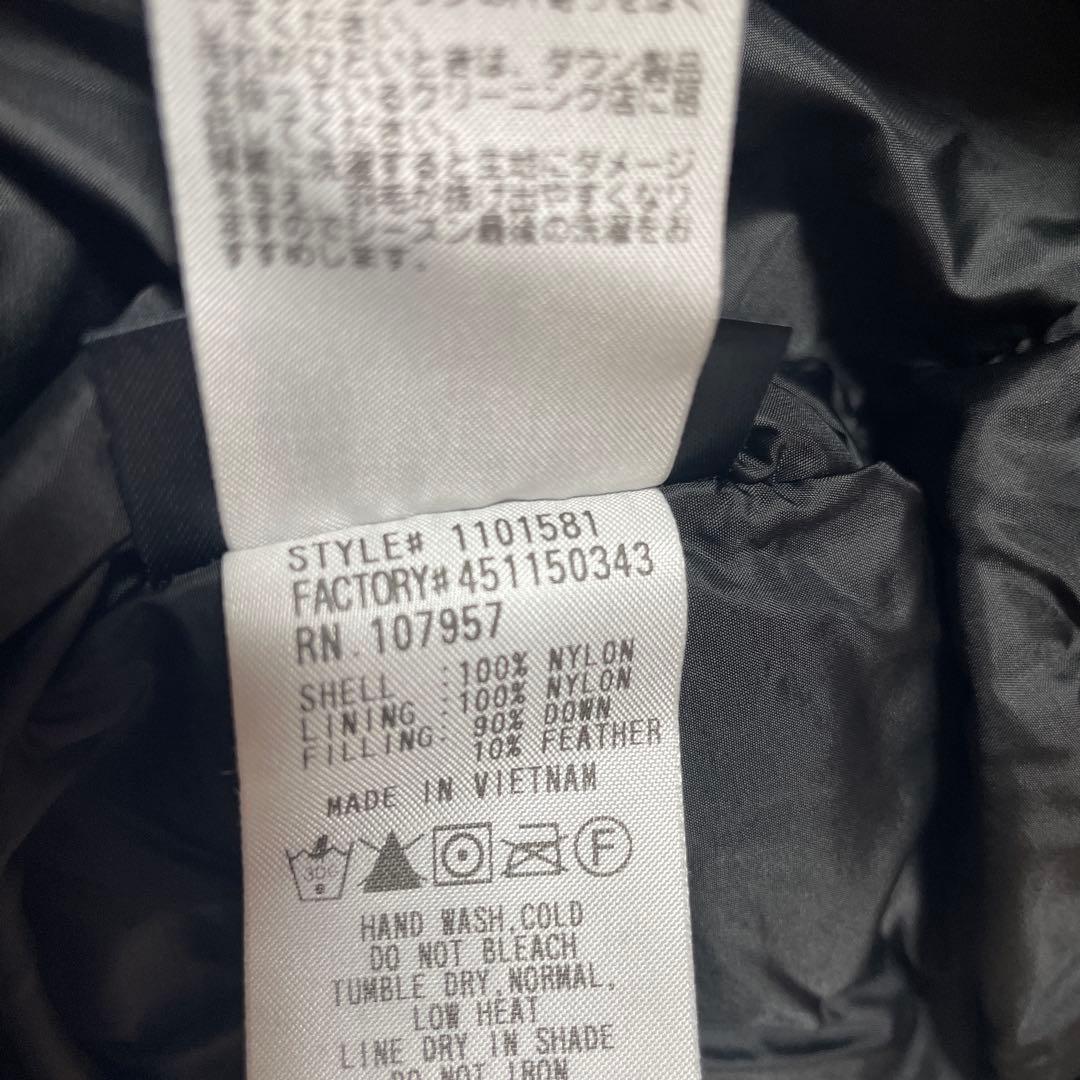 てください。
汚れがひどいときは、ダウン製品
を扱っているクリーニング店に相
談してください。
頻繁に洗濯すると生地にダメージ
を与え、羽毛が抜け出やすくなり
ますのでシーズン最後の洗濯をお
すすめします。
STYLE# 1101581
FACTORY#451150343
RN. 107957
SHELL :100% NYLON
LINING :100% NYLON
FILLING: 90% DOWN
10% FEATHER
MADE IN VIETNAM
30C F
HAND WASH.COLD
DO NOT BLEACH
TUMBLE DRY.NORMAL.
LOW HEAT
LINE DRY IN SHADE
DO NOT IRON